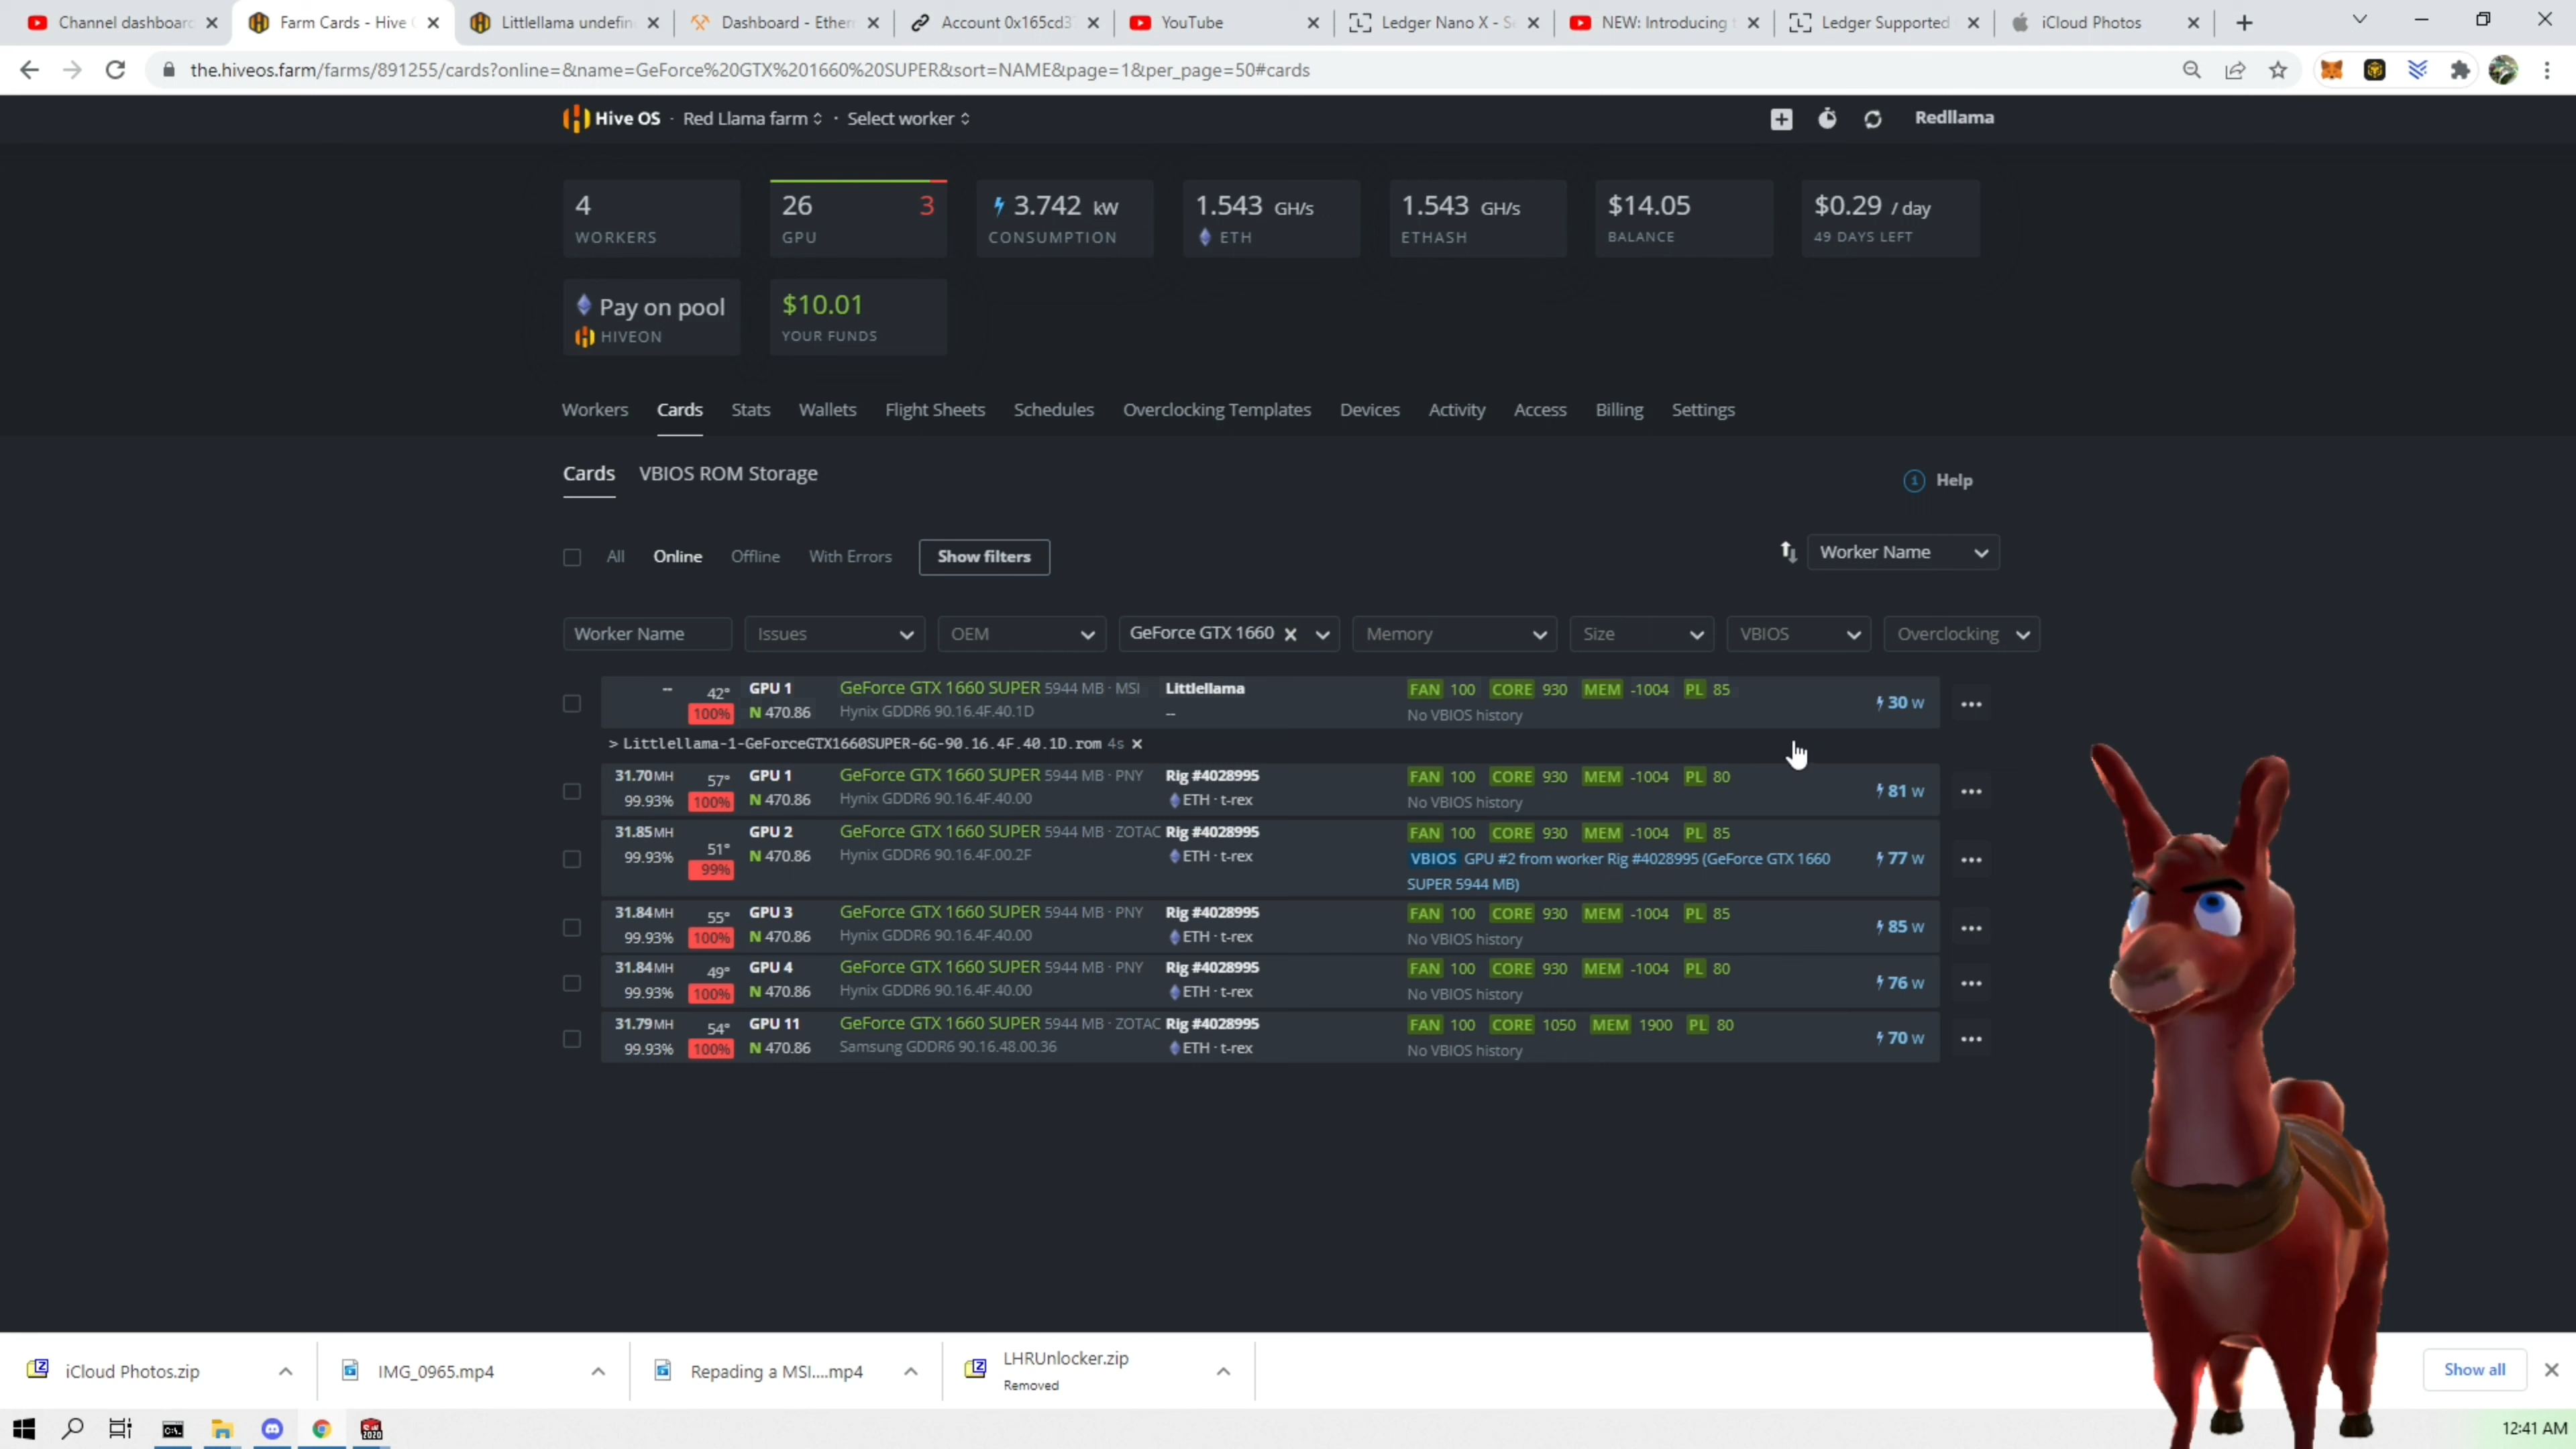 Channel dashboard
Farm Cards - Hive
Littlellama undefin
Dashboard - Ether
Account 0x165cd3
YouTube
Ledger Nano X - S
NEW: Introducing
Ledger Supported
iCloud Photos
the.hiveos.farm/farms/891255/cards?online=&name=GeForce%20GTX%201660%20SUPER&sort=NAME&page=1&per_page=50#cards
Hive OS · Red Llama farm · Select worker
Redllama
4
WORKERS
26 3
GPU
3.742 kW
CONSUMPTION
1.543 GH/s
ETH
1.543 GH/s
ETHASH
$14.05
BALANCE
$0.29 / day
49 DAYS LEFT
Pay on pool
HIVEON
$10.01
YOUR FUNDS
Workers Cards Stats Wallets Flight Sheets Schedules Overclocking Templates Devices Activity Access Billing Settings
Cards VBIOS ROM Storage
Help
All Online Offline With Errors Show filters
Worker Name
Worker Name Issues OEM GeForce GTX 1660 Memory Size VBIOS Overclocking
-- 42° GPU 1 GeForce GTX 1660 SUPER 5944 MB · MSI Littlellama FAN 100 CORE 930 MEM -1004 PL 85
100% N 470.86 Hynix GDDR6 90.16.4F.40.1D -- No VBIOS history 30 W
> Littlellama-1-GeForceGTX1660SUPER-6G-90.16.4F.40.1D.rom 4s ×
31.70 MH 57° GPU 1 GeForce GTX 1660 SUPER 5944 MB · PNY Rig #4028995 FAN 100 CORE 930 MEM -1004 PL 80
99.93% 100% N 470.86 Hynix GDDR6 90.16.4F.40.00 ETH · t-rex No VBIOS history 81 W
31.85 MH 51° GPU 2 GeForce GTX 1660 SUPER 5944 MB · ZOTAC Rig #4028995 FAN 100 CORE 930 MEM -1004 PL 85
99.93% 99% N 470.86 Hynix GDDR6 90.16.4F.00.2F ETH · t-rex VBIOS GPU #2 from worker Rig #4028995 (GeForce GTX 1660 77 W
SUPER 5944 MB)
31.84 MH 55° GPU 3 GeForce GTX 1660 SUPER 5944 MB · PNY Rig #4028995 FAN 100 CORE 930 MEM -1004 PL 85
99.93% 100% N 470.86 Hynix GDDR6 90.16.4F.40.00 ETH · t-rex No VBIOS history 85 W
31.84 MH 49° GPU 4 GeForce GTX 1660 SUPER 5944 MB · PNY Rig #4028995 FAN 100 CORE 930 MEM -1004 PL 80
99.93% 100% N 470.86 Hynix GDDR6 90.16.4F.40.00 ETH · t-rex No VBIOS history 76 W
31.79 MH 54° GPU 11 GeForce GTX 1660 SUPER 5944 MB · ZOTAC Rig #4028995 FAN 100 CORE 1050 MEM 1900 PL 80
99.93% 100% N 470.86 Samsung GDDR6 90.16.48.00.36 ETH · t-rex No VBIOS history 70 W
iCloud Photos.zip
IMG_0965.mp4
Repading a MSI....mp4
LHRUnlocker.zip
Removed
Show all
12:41 AM